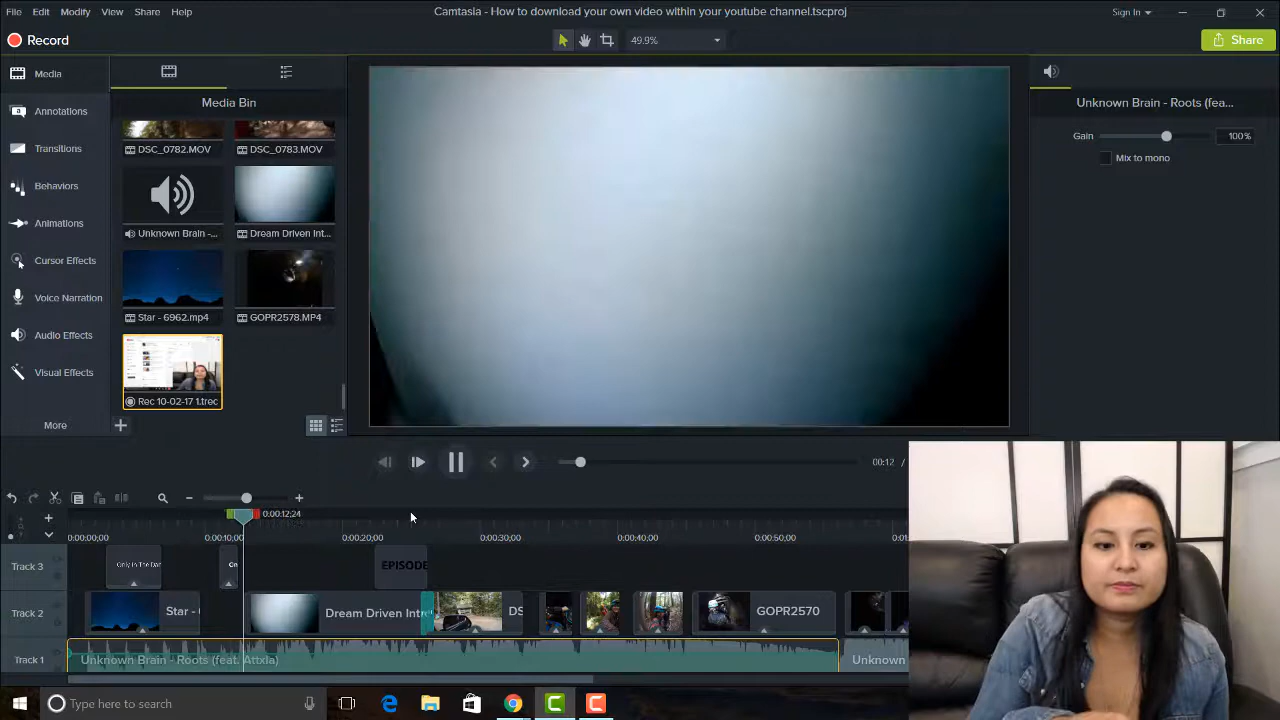 File Edit Modify View Share Help
Camtasia - How to download your own video within your youtube channel.tscproj
Sign In
Record
49.9%
Share
Media
Annotations
Transitions
Behaviors
Animations
Cursor Effects
Voice Narration
Audio Effects
Visual Effects
More
Media Bin
DSC_0782.MOV
DSC_0783.MOV
Unknown Brain -...
Dream Driven Int...
Star - 6962.mp4
GOPR2578.MP4
Rec 10-02-17 1.trec
Unknown Brain - Roots (fea...
Gain
100%
Mix to mono
00:12 /
0:00:12;24
0:00:00;00
0:00:10;00
0:00:20;00
0:00:30;00
0:00:40;00
0:00:50;00
Track 3
Only In The Dar
EPISODE
Track 2
Star -
Dream Driven Intr
GOPR2570
Track 1
Unknown Brain - Roots (feat. Attxla)
Unknown
Type here to search